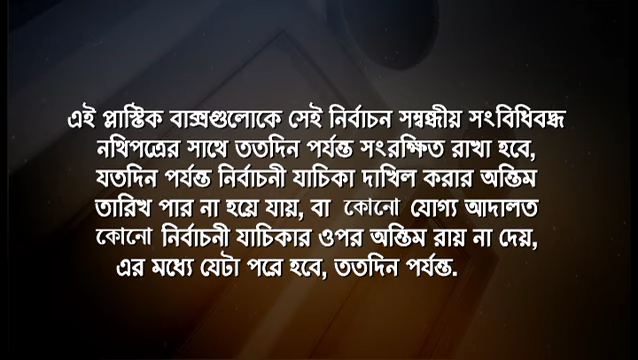 এই প্লাস্টিক বাক্সগুলোকে সেই নির্বাচন সম্বন্ধীয় সংবিধিবদ্ধ
নথিপত্রের সাথে ততদিন পর্যন্ত সংরক্ষিত রাখা হবে,
যতদিন পর্যন্ত নির্বাচনী যাচিকা দাখিল করার অন্তিম
তারিখ পার না হয়ে যায়, বা কোনো যোগ্য আদালত
কোনো নির্বাচনী যাচিকার ওপর অন্তিম রায় না দেয়,
এর মধ্যে যেটা পরে হবে, ততদিন পর্যন্ত.